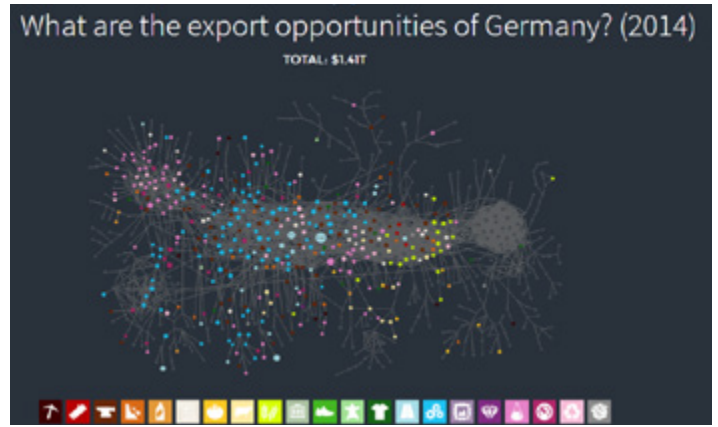 What are the export opportunities of Germany? (2014)
TOTAL: $1.41T